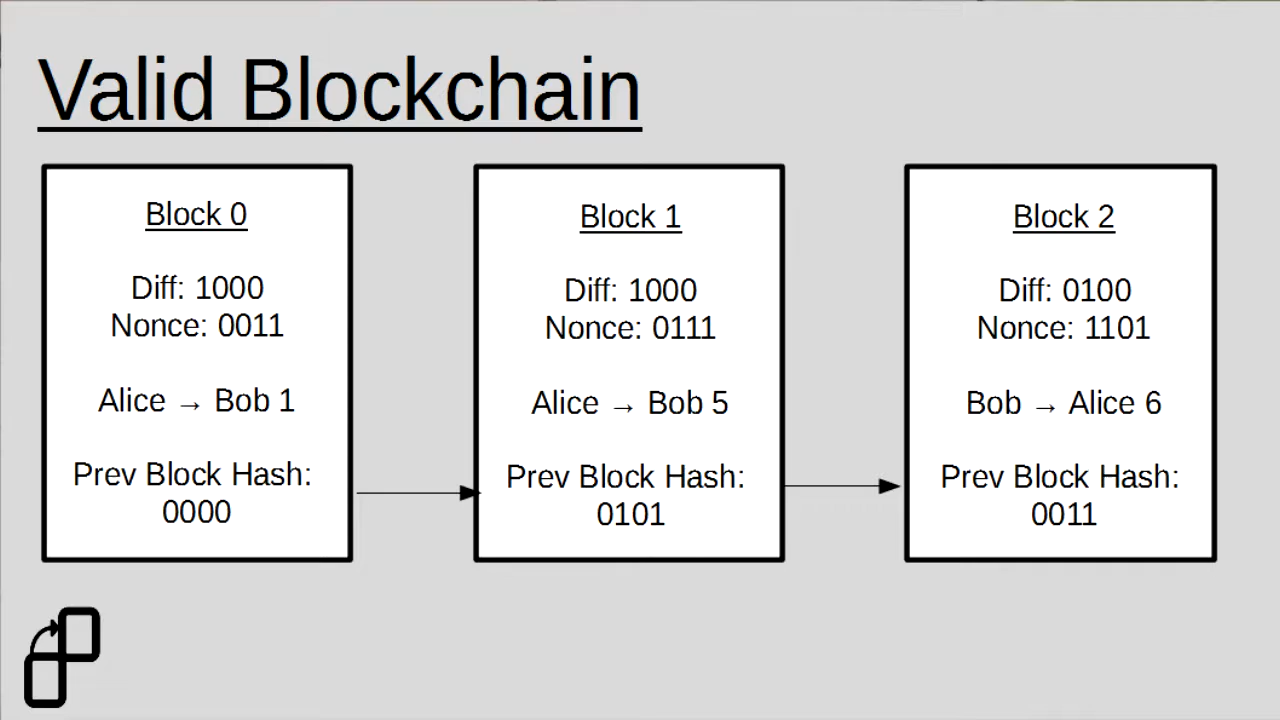 Valid Blockchain
Block 0
Diff: 1000
Nonce: 0011
Alice → Bob 1
Prev Block Hash:
0000
Block 1
Diff: 1000
Nonce: 0111
Alice → Bob 5
Prev Block Hash:
0101
Block 2
Diff: 0100
Nonce: 1101
Bob → Alice 6
Prev Block Hash:
0011